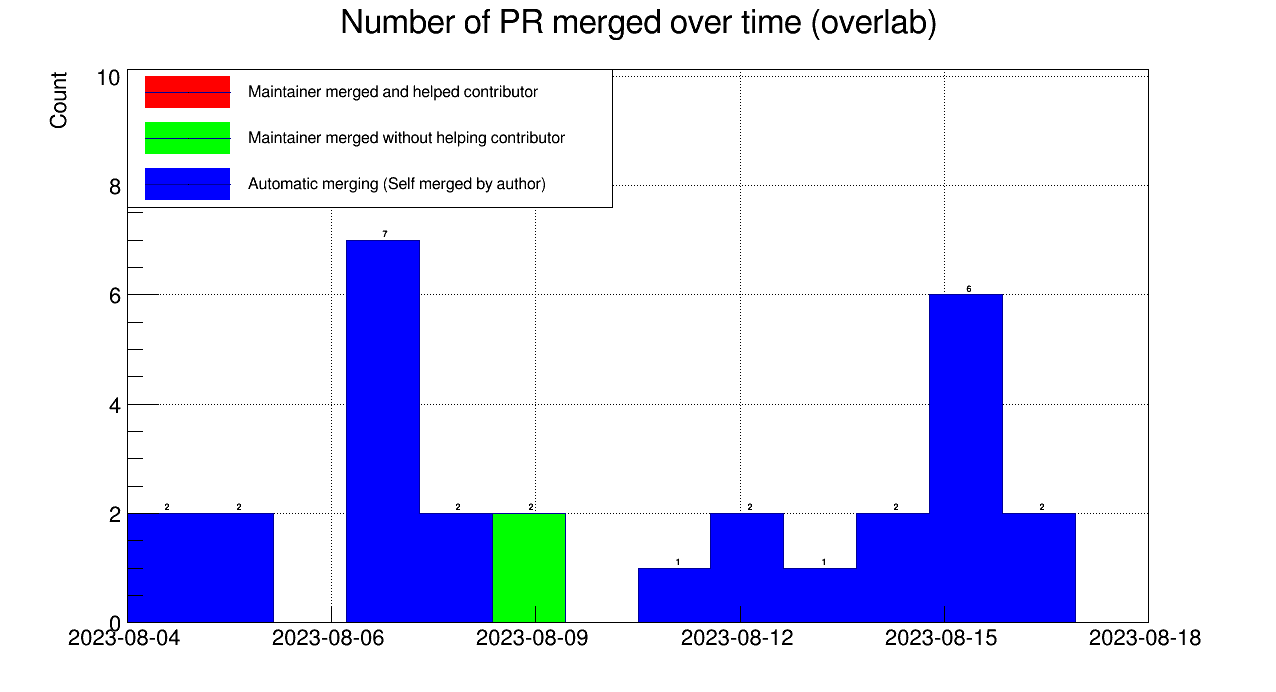 Number of PR merged over time (overlab)
Count
10
8
6
4
2
0
Maintainer merged and helped contributor
Maintainer merged without helping contributor
Automatic merging (Self merged by author)
2 2 7 2 2 1 2 1 2 6 2
2023-08-04 2023-08-06 2023-08-09 2023-08-12 2023-08-15 2023-08-18